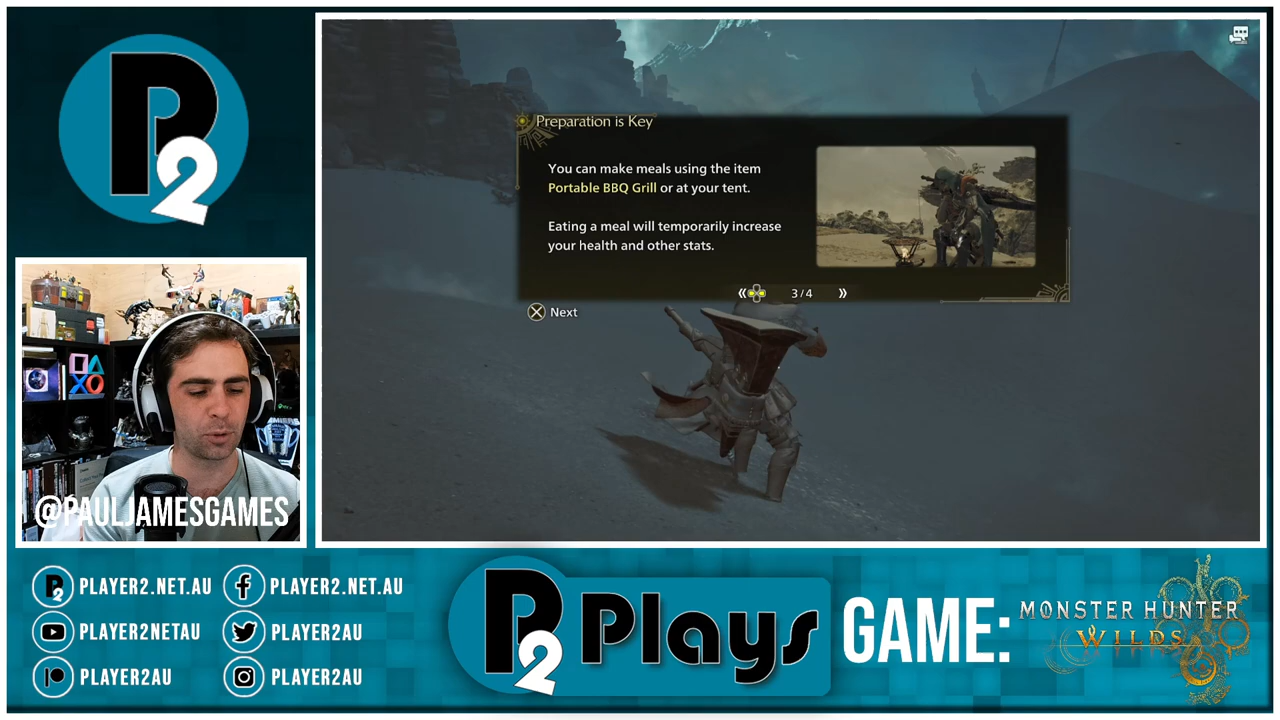 P2
@PAULJAMESGAMES
Preparation is Key
You can make meals using the item
Portable BBQ Grill or at your tent.
Eating a meal will temporarily increase
your health and other stats.
3/4
Next
PLAYER2.NET.AU
PLAYER2.NET.AU
PLAYER2NETAU
PLAYER2AU
PLAYER2AU
PLAYER2AU
P2 Plays
GAME:
MONSTER HUNTER
WILDS